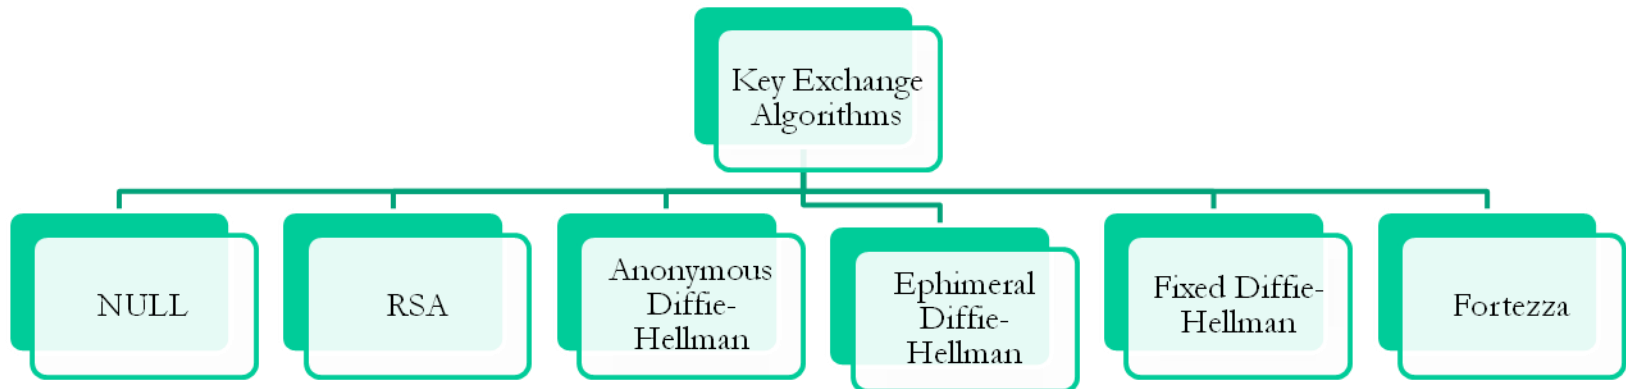 Key Exchange
Algorithms
NULL
RSA
Anonymous
Diffie-
Hellman
Ephimeral
Diffie-
Hellman
Fixed Diffie-
Hellman
Fortezza